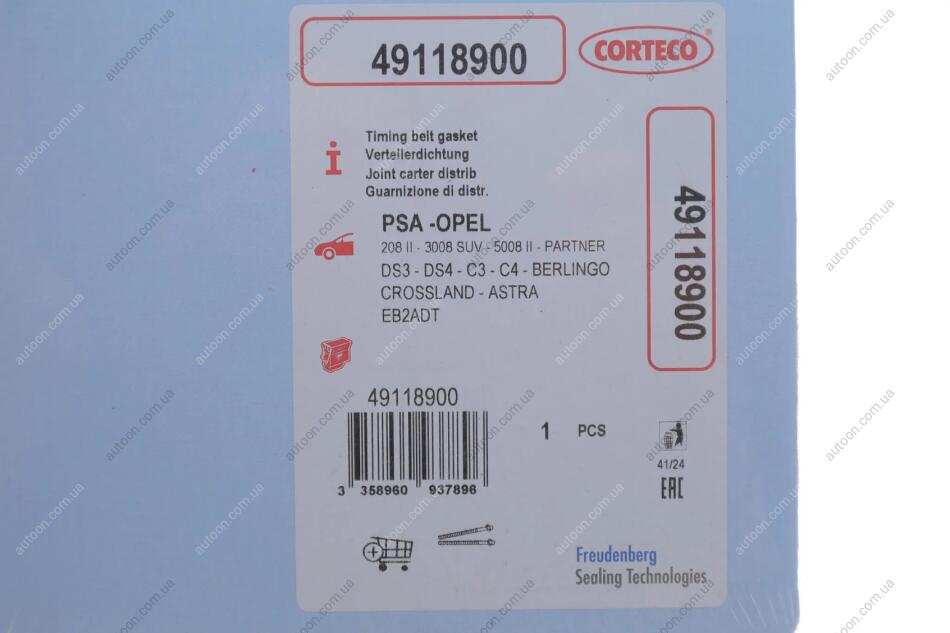 49118900
CORTECO®
Timing belt gasket
Verteilerdichtung
Joint carter distrib
Guarnizione di distr.
PSA -OPEL
208 II - 3008 SUV - 5008 II - PARTNER
DS3 - DS4 - C3 - C4 - BERLINGO
CROSSLAND - ASTRA
EB2ADT
49118900
49118900
3 358960 937896
1 PCS
41/24
EAC
Freudenberg
Sealing Technologies
autoon.com.ua